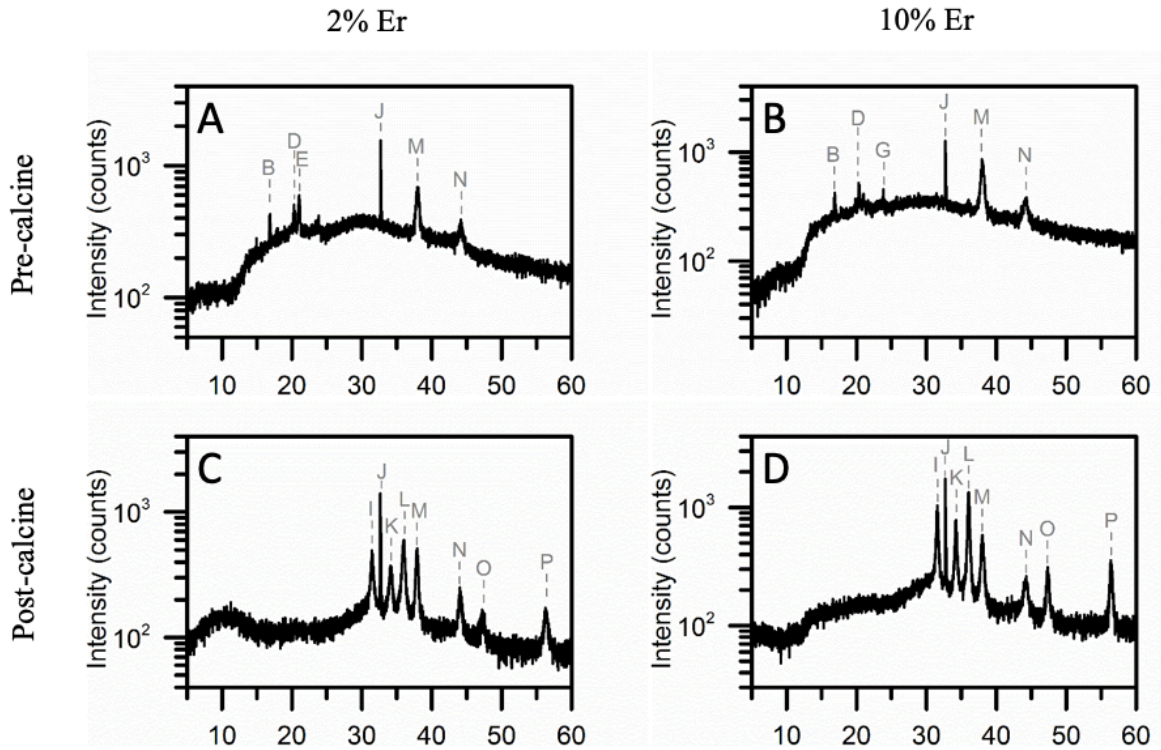 2% Er
10% Er
Pre-calcine
Intensity (counts)
10³
10²
A
B
D
E
J
M
N
10 20 30 40 50 60
Intensity (counts)
10³
10²
B
B
D
G
J
M
N
10 20 30 40 50 60
Post-calcine
Intensity (counts)
10³
10²
C
I
J
K
L
M
N
O
P
10 20 30 40 50 60
Intensity (counts)
10³
10²
D
I
J
K
L
M
N
O
P
10 20 30 40 50 60